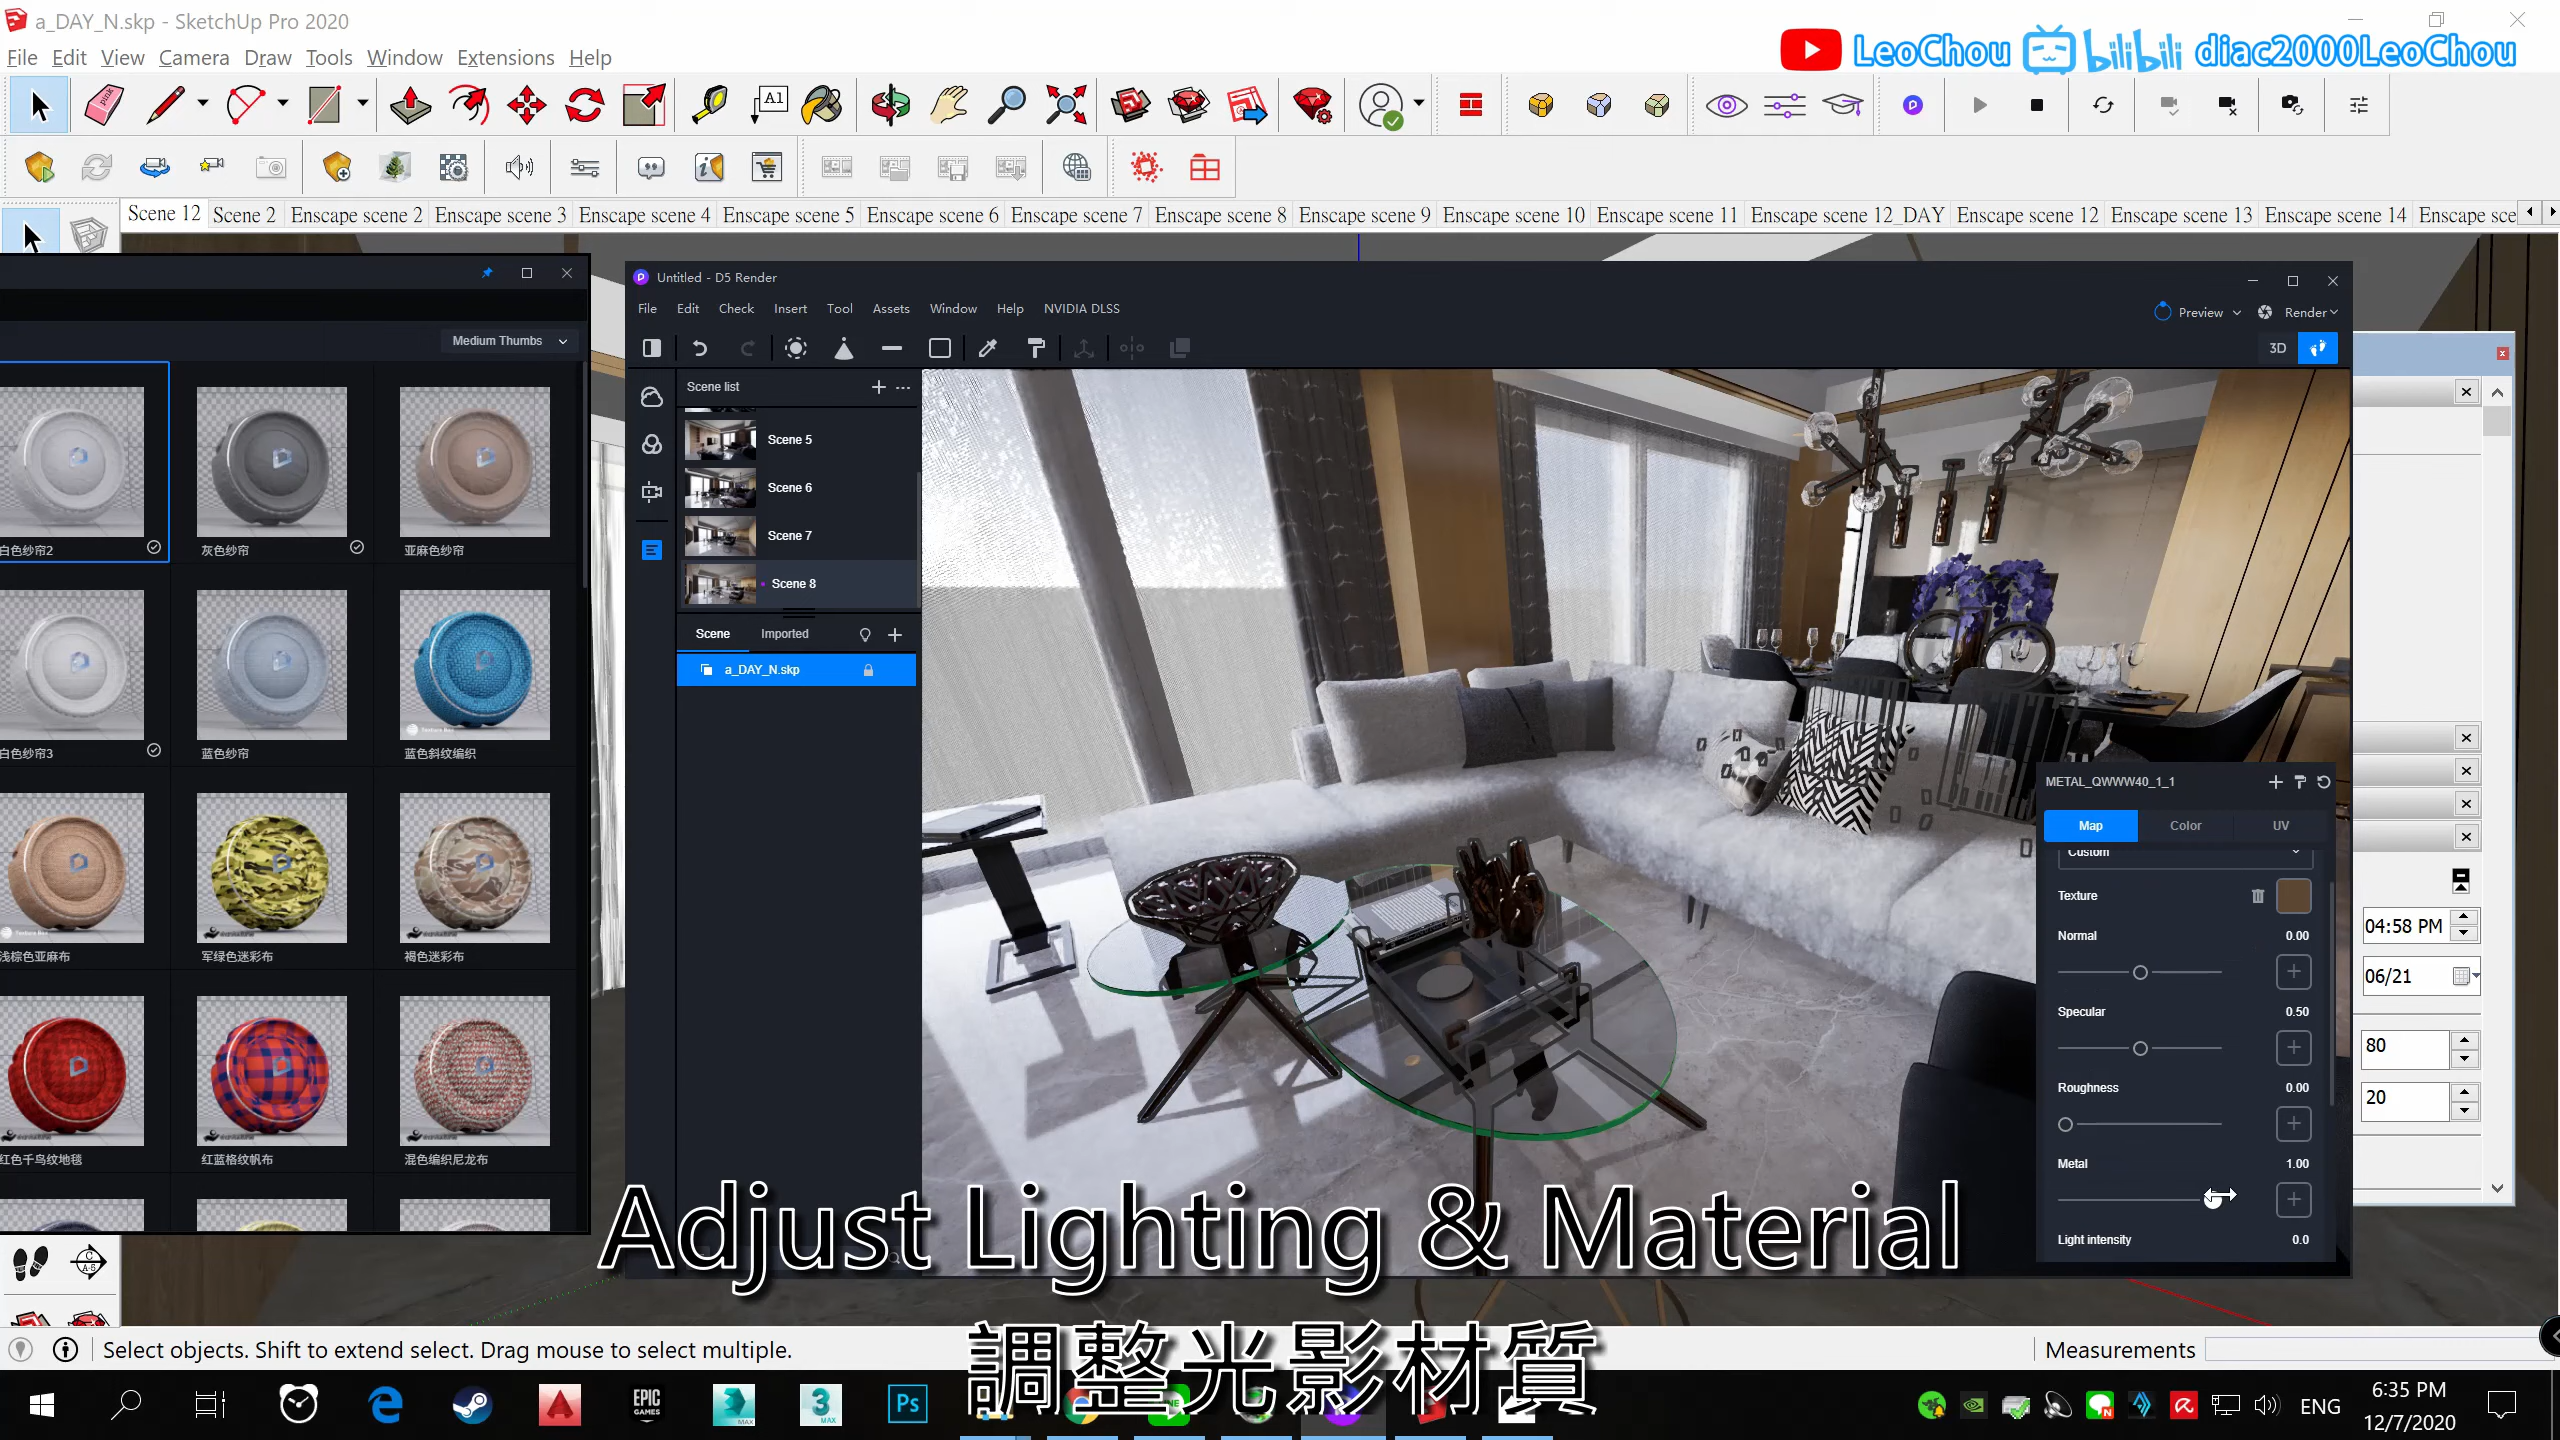 a_DAY_N.skp - SketchUp Pro 2020
LeoChou bilibili diac2000LeoChou
File Edit View Camera Draw Tools Window Extensions Help
Scene 12 Scene 2 Enscape scene 2 Enscape scene 3 Enscape scene 4 Enscape scene 5 Enscape scene 6 Enscape scene 7 Enscape scene 8 Enscape scene 9 Enscape scene 10 Enscape scene 11 Enscape scene 12_DAY Enscape scene 12 Enscape scene 13 Enscape scene 14 Enscape sce
Untitled - D5 Render
File Edit Check Insert Tool Assets Window Help NVIDIA DLSS
Preview Render
3D
Medium Thumbs
白色纱帘2 灰色纱帘 亚麻色纱帘
白色纱帘3 蓝色纱帘 蓝色斜纹编织
浅棕色亚麻布 军绿色迷彩布 褐色迷彩布
红色千鸟纹地毯 红蓝格纹帆布 混色编织尼龙布
Scene list
Scene 5
Scene 6
Scene 7
Scene 8
Scene Imported
a_DAY_N.skp
METAL_QWWW40_1_1
Map Color UV
Custom
Texture
Normal 0.00
Specular 0.50
Roughness 0.00
Metal 1.00
Light intensity 0.0
04:58 PM
06/21
80
20
Adjust Lighting & Material
調整光影材質
Select objects. Shift to extend select. Drag mouse to select multiple.
Measurements
EPIC GAMES
MAX
3 MAX
Ps
ENG
6:35 PM
12/7/2020